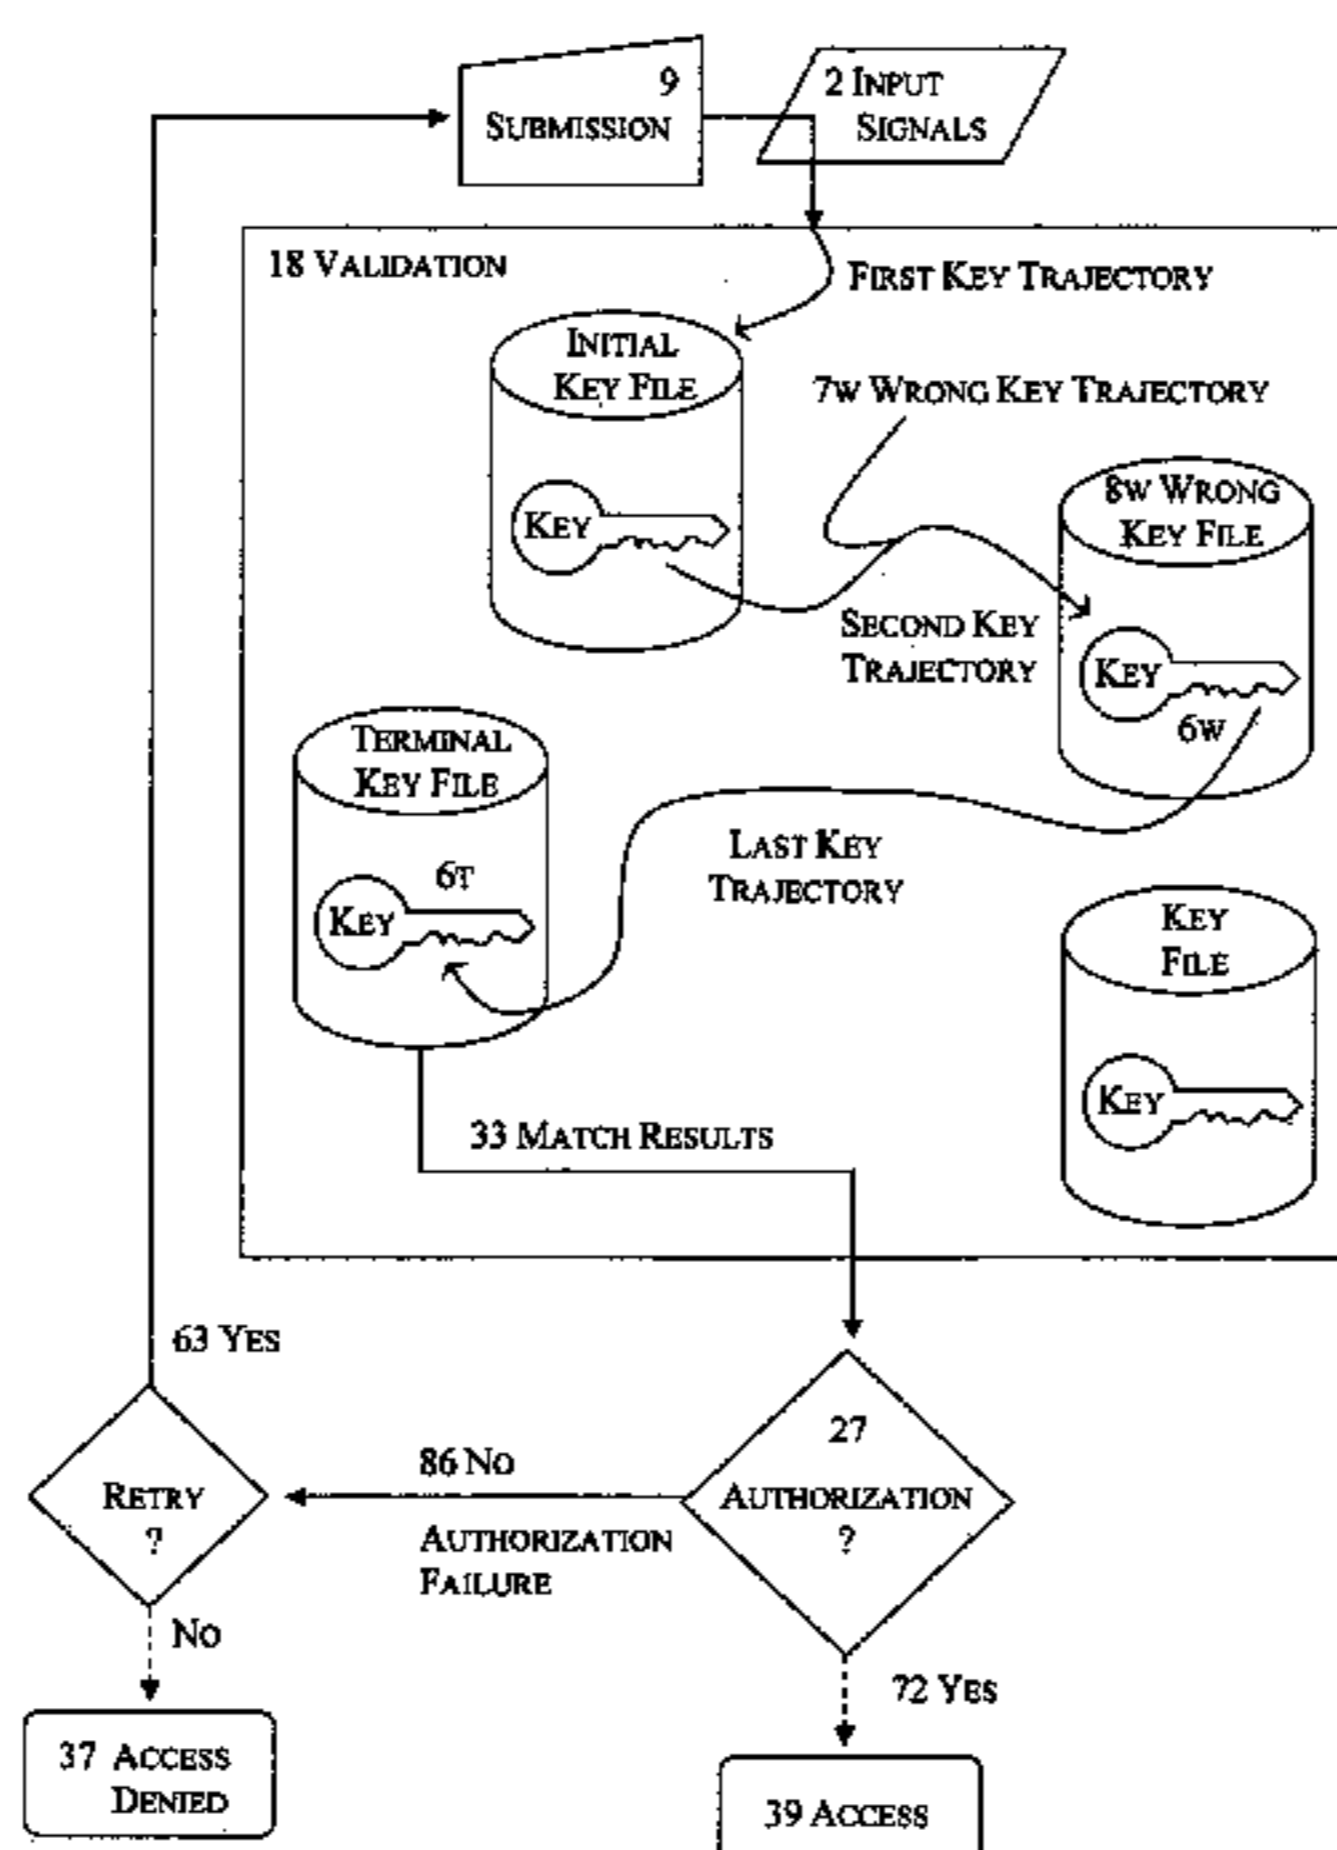 9
SUBMISSION
2 INPUT
SIGNALS
18 VALIDATION
FIRST KEY TRAJECTORY
INITIAL
KEY FILE
KEY
7W WRONG KEY TRAJECTORY
8W WRONG
KEY FILE
KEY
6W
SECOND KEY
TRAJECTORY
TERMINAL
KEY FILE
6T
KEY
LAST KEY
TRAJECTORY
KEY
FILE
KEY
33 MATCH RESULTS
63 YES
27
AUTHORIZATION
?
86 NO
AUTHORIZATION
FAILURE
RETRY
?
NO
72 YES
37 ACCESS
DENIED
39 ACCESS